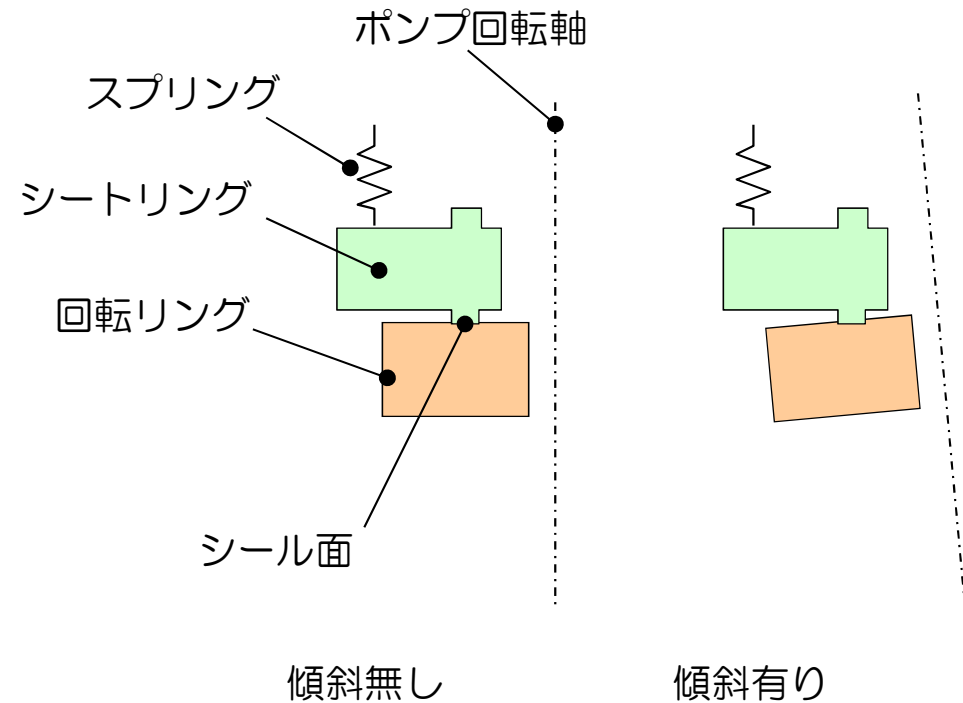 ポンプ回転軸
スプリング
シートリング
回転リング
シール面
傾斜無し
傾斜有り